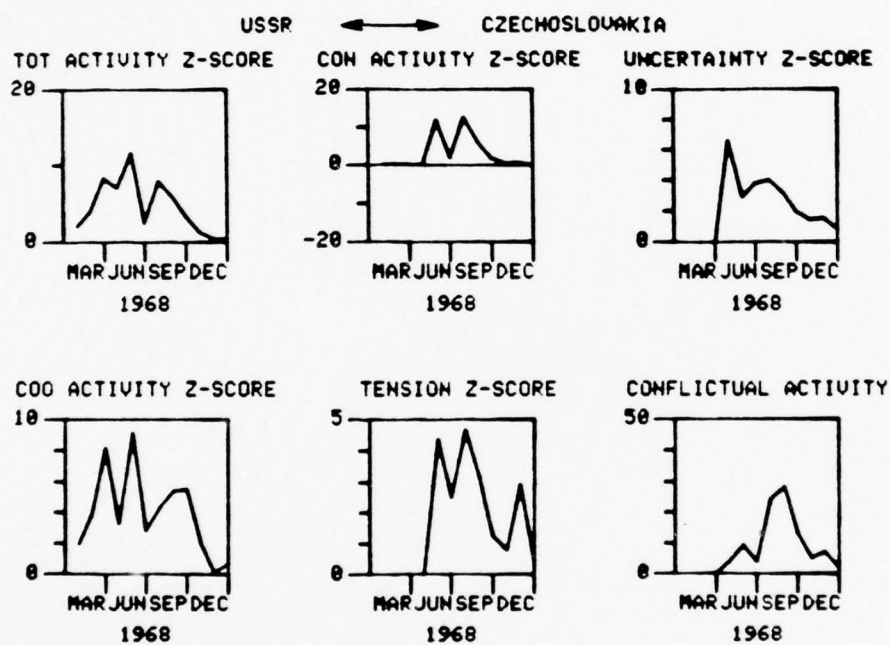 USSR CZECHOSLOVAKIA
TOT ACTIVITY Z-SCORE
20
0
MAR JUN SEP DEC
1968
CON ACTIVITY Z-SCORE
20
0
-20
MAR JUN SEP DEC
1968
UNCERTAINTY Z-SCORE
10
0
MAR JUN SEP DEC
1968
COO ACTIVITY Z-SCORE
10
0
MAR JUN SEP DEC
1968
TENSION Z-SCORE
5
0
MAR JUN SEP DEC
1968
CONFLICTUAL ACTIVITY
50
0
MAR JUN SEP DEC
1968